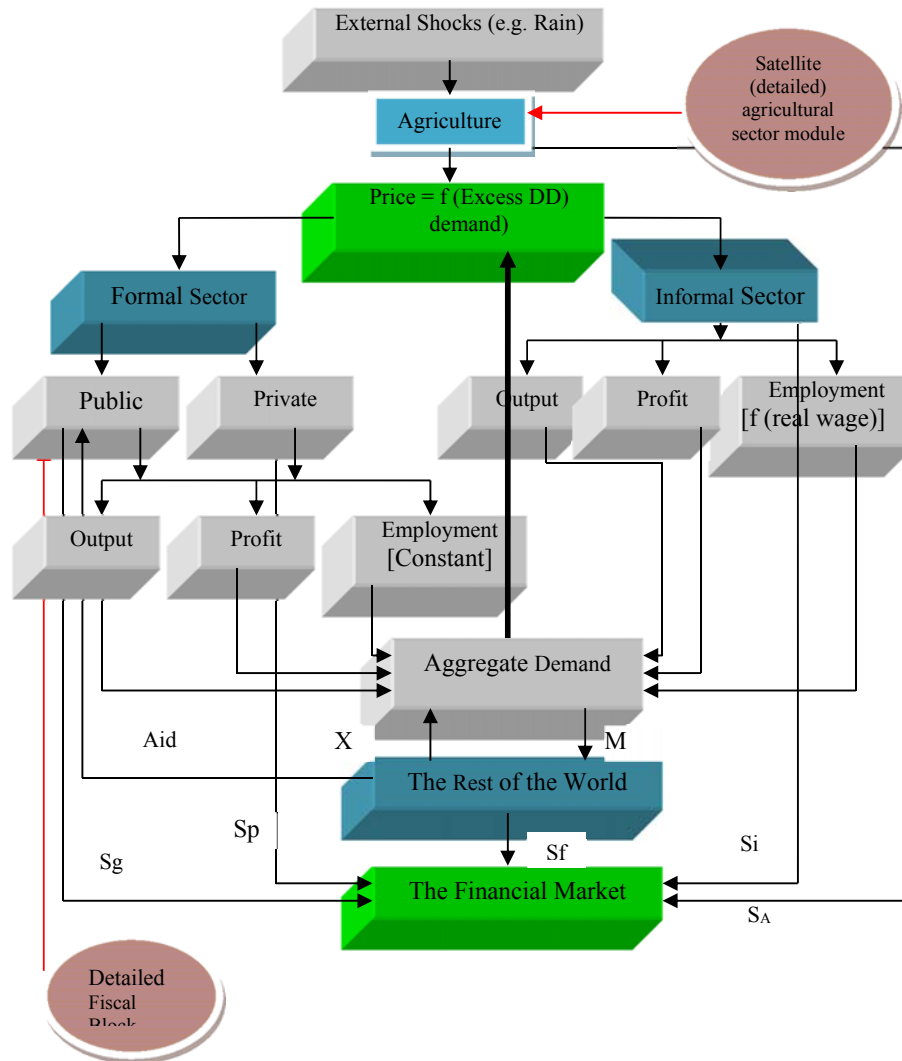 External Shocks (e.g. Rain)
Satellite
(detailed)
agricultural
sector module
Agriculture
Price = f (Excess DD)
demand)
Formal Sector
Informal Sector
Public
Private
Output
Profit
Employment
[f (real wage)]
Output
Profit
Employment
[Constant]
Aggregate Demand
Aid
X
M
The Rest of the World
Sp
Sf
Si
Sg
The Financial Market
SA
Detailed
Fiscal
Block